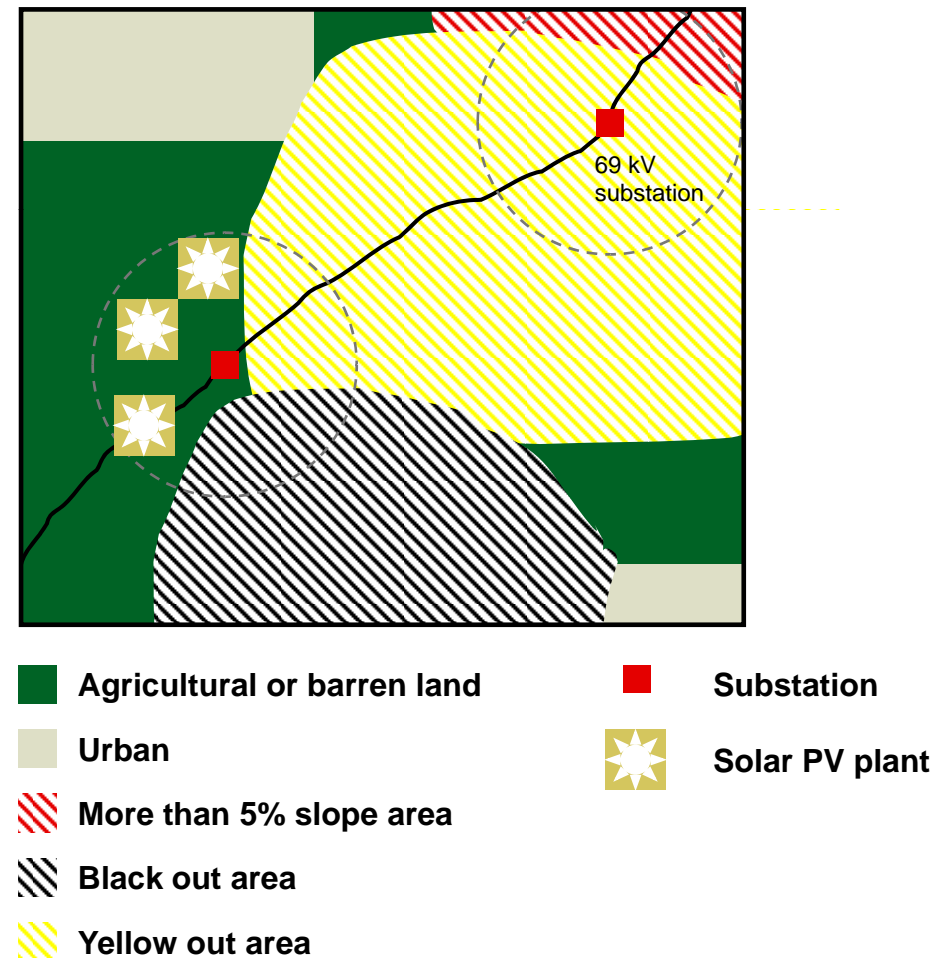 69 kV
substation
Agricultural or barren land
Substation
Urban
Solar PV plant
More than 5% slope area
Black out area
Yellow out area